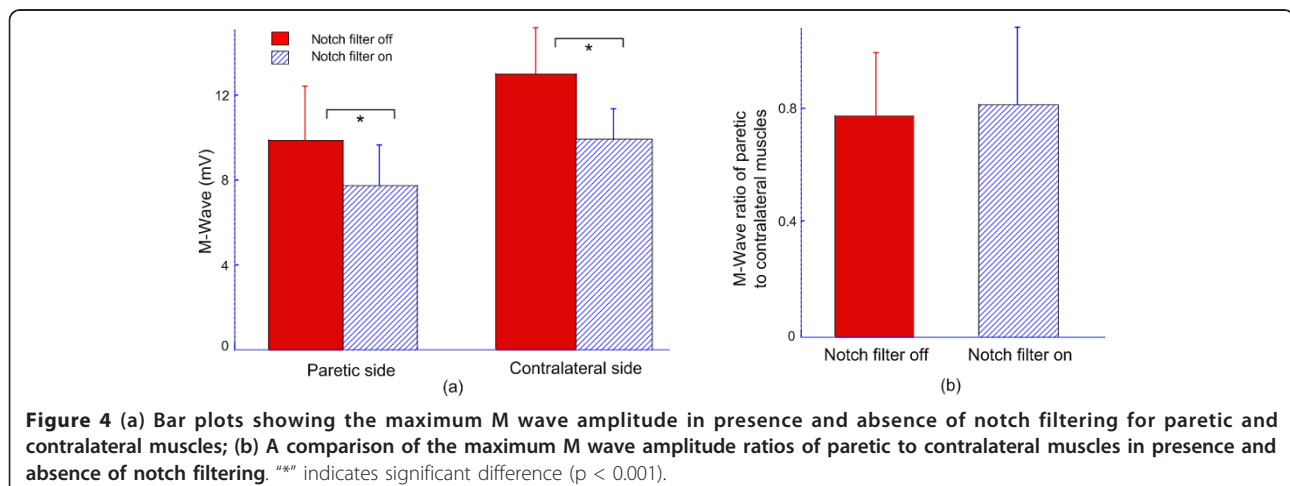 Notch filter off
Notch filter on
*
*
12
8
4
0
M-Wave (mV)
Paretic side
Contralateral side
(a)
0.8
0.4
0
M-Wave ratio of paretic
to contralateral muscles
Notch filter off
Notch filter on
(b)
Figure 4 (a) Bar plots showing the maximum M wave amplitude in presence and absence of notch filtering for paretic and
contralateral muscles; (b) A comparison of the maximum M wave amplitude ratios of paretic to contralateral muscles in presence and
absence of notch filtering. "*" indicates significant difference (p < 0.001).